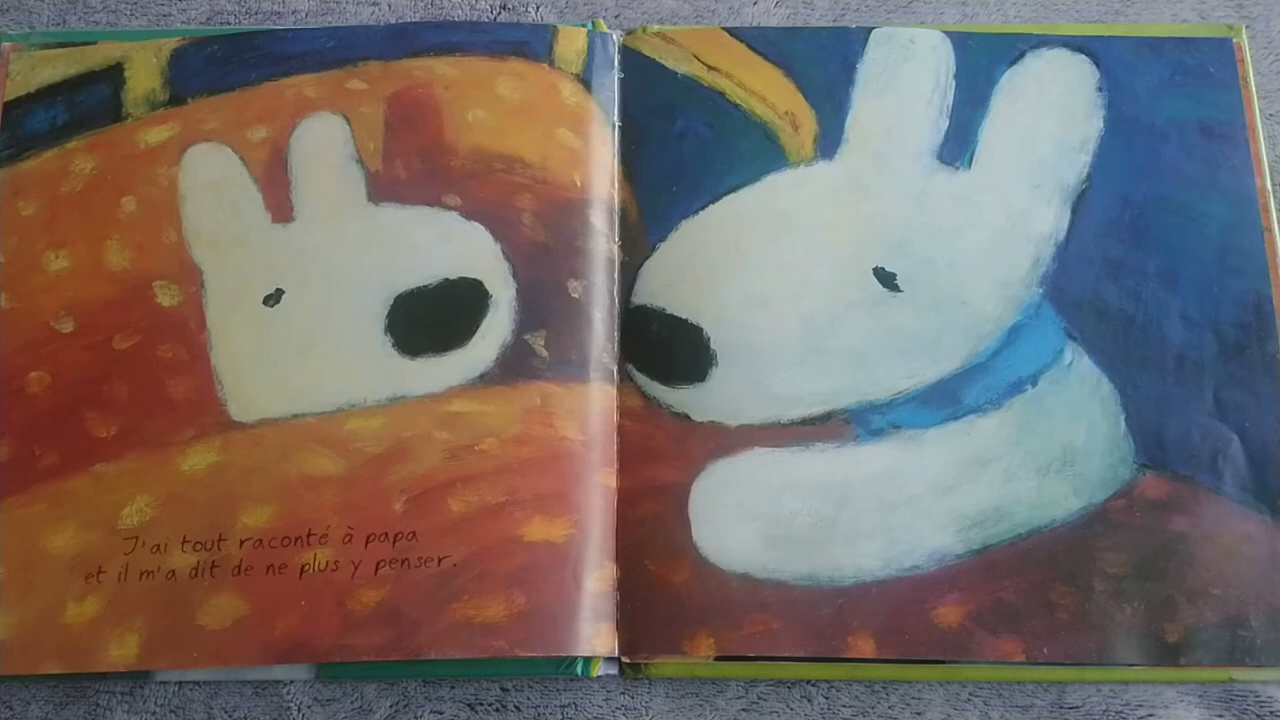 J'ai tout raconté à papa
et il m'a dit de ne plus y penser.